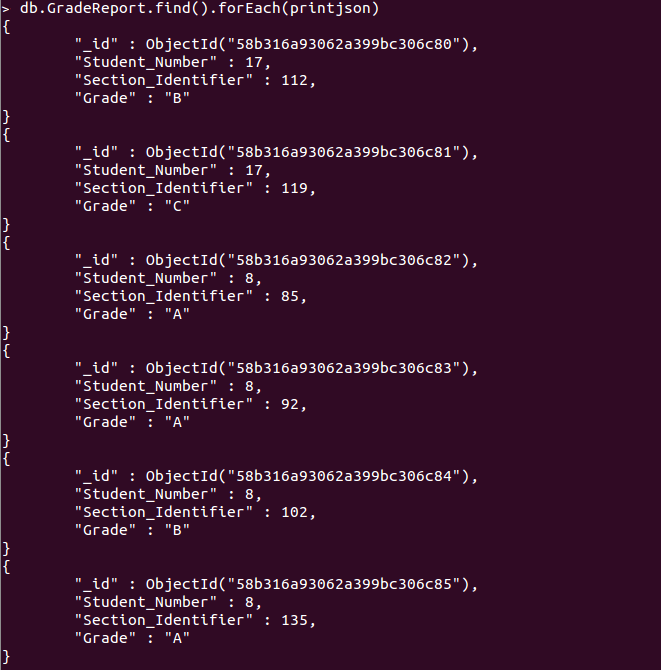 > db.GradeReport.find().forEach(printjson)
{
        "_id" : ObjectId("58b316a93062a399bc306c80"),
        "Student_Number" : 17,
        "Section_Identifier" : 112,
        "Grade" : "B"
}
{
        "_id" : ObjectId("58b316a93062a399bc306c81"),
        "Student_Number" : 17,
        "Section_Identifier" : 119,
        "Grade" : "C"
}
{
        "_id" : ObjectId("58b316a93062a399bc306c82"),
        "Student_Number" : 8,
        "Section_Identifier" : 85,
        "Grade" : "A"
}
{
        "_id" : ObjectId("58b316a93062a399bc306c83"),
        "Student_Number" : 8,
        "Section_Identifier" : 92,
        "Grade" : "A"
}
{
        "_id" : ObjectId("58b316a93062a399bc306c84"),
        "Student_Number" : 8,
        "Section_Identifier" : 102,
        "Grade" : "B"
}
{
        "_id" : ObjectId("58b316a93062a399bc306c85"),
        "Student_Number" : 8,
        "Section_Identifier" : 135,
        "Grade" : "A"
}